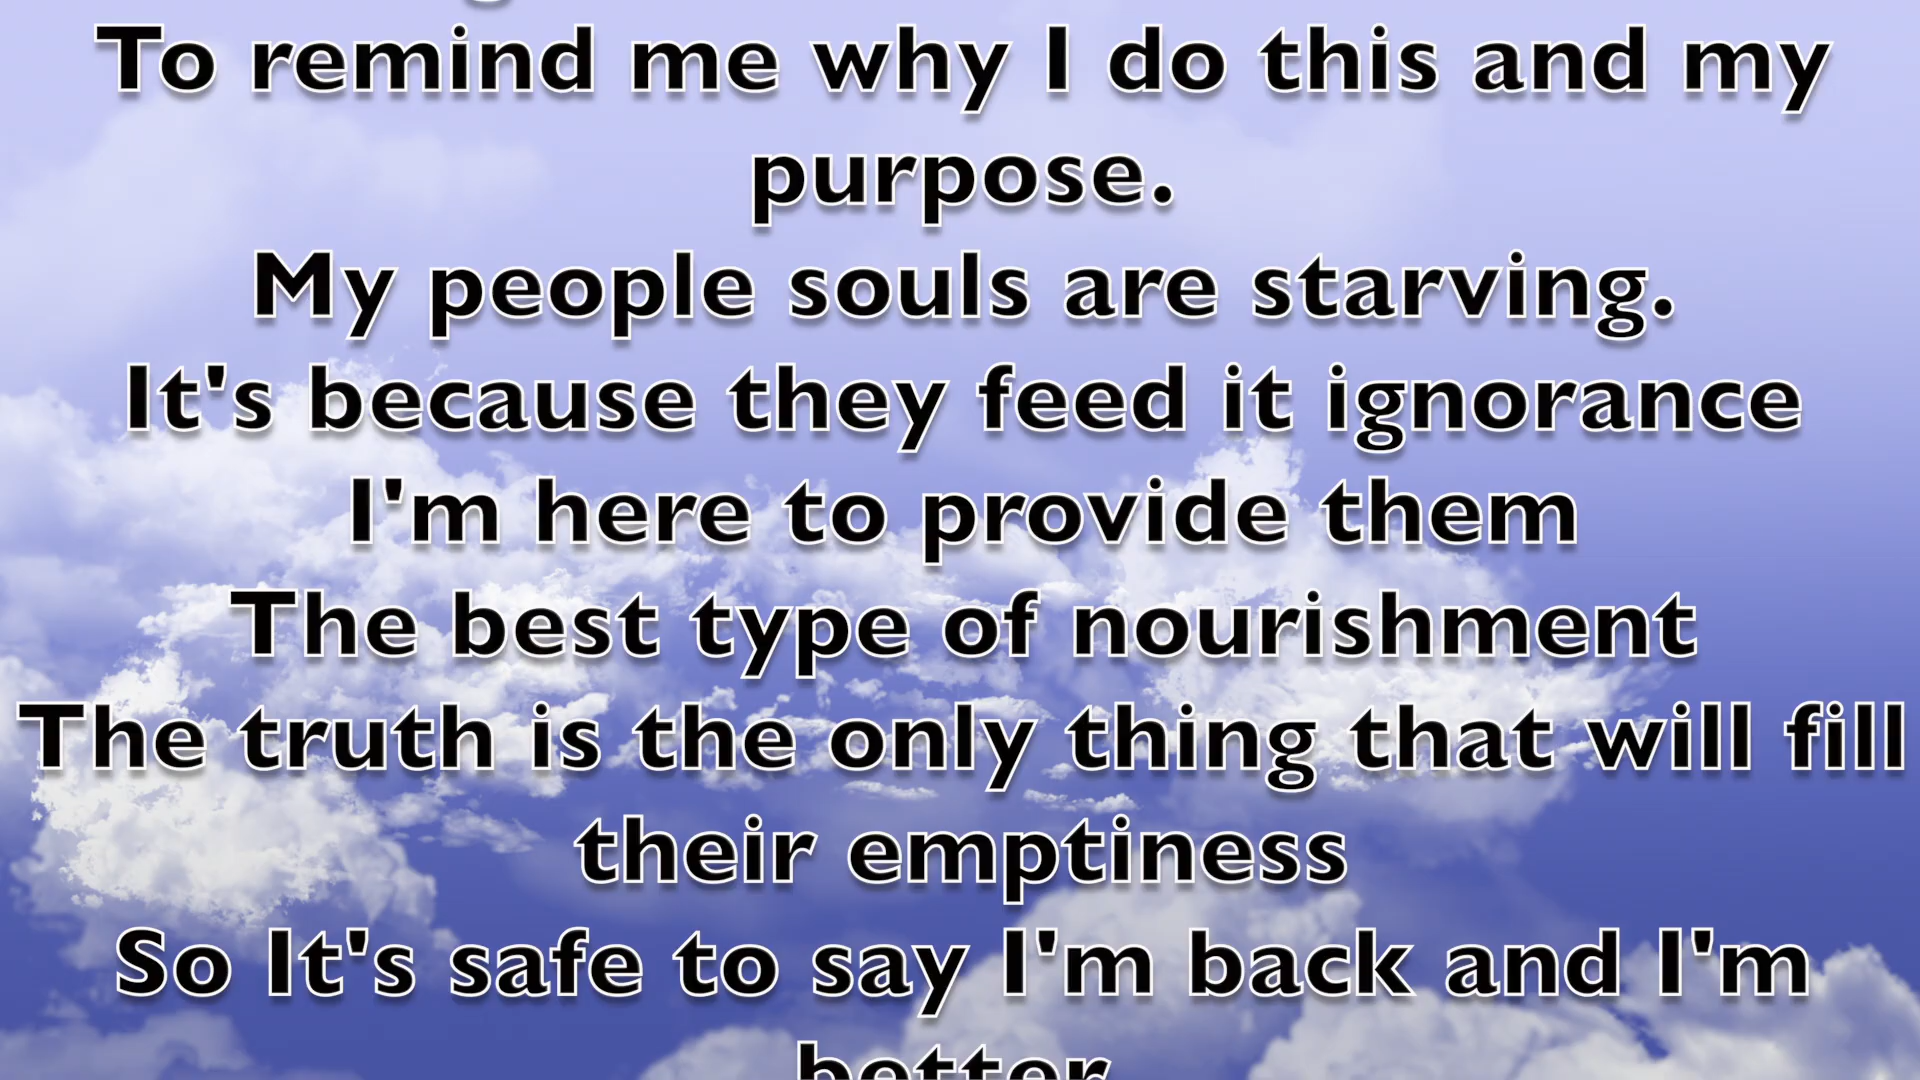 To remind me why I do this and my
purpose.
My people souls are starving.
It's because they feed it ignorance
I'm here to provide them
The best type of nourishment
The truth is the only thing that will fill
their emptiness
So It's safe to say I'm back and I'm
better